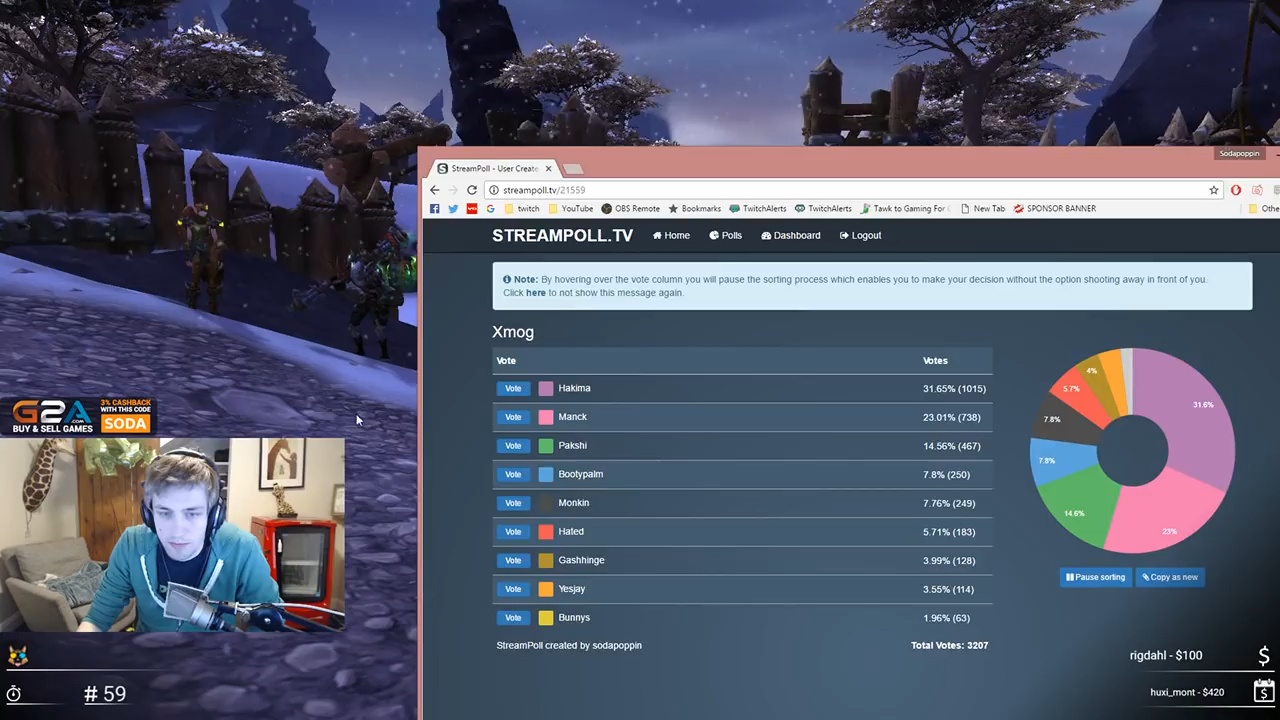 Sodapoppin
StreamPoll - User Create
streampoll.tv/21559
twitch YouTube OBS Remote Bookmarks TwitchAlerts TwitchAlerts Tawk to Gaming For New Tab SPONSOR BANNER Othe
STREAMPOLL.TV Home Polls Dashboard Logout
Note: By hovering over the vote column you will pause the sorting process which enables you to make your decision without the option shooting away in front of you.
Click here to not show this message again.
Xmog
Vote Votes
Vote Hakima 31.65% (1015)
Vote Manck 23.01% (738)
Vote Pakshi 14.56% (467)
Vote Bootypalm 7.8% (250)
Vote Monkin 7.76% (249)
Vote Hated 5.71% (183)
Vote Gashhinge 3.99% (128)
Vote Yesjay 3.55% (114)
Vote Bunnys 1.96% (63)
StreamPoll created by sodapoppin Total Votes: 3207
4%
5.7%
31.6%
7.8%
7.8%
14.6%
23%
Pause sorting Copy as new
G2A.COM
BUY & SELL GAMES
3% CASHBACK
WITH THIS CODE
SODA
# 59
rigdahl - $100 $
huxi_mont - $420 $